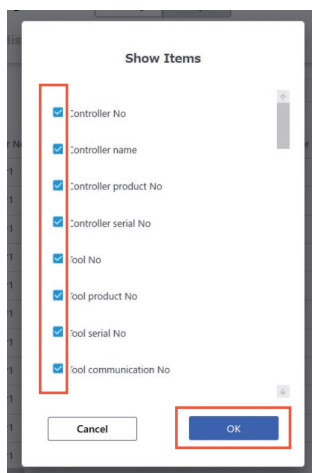 Show Items
Controller No
Controller name
Controller product No
Controller serial No
Tool No
Tool product No
Tool serial No
Tool communication No
Cancel
OK